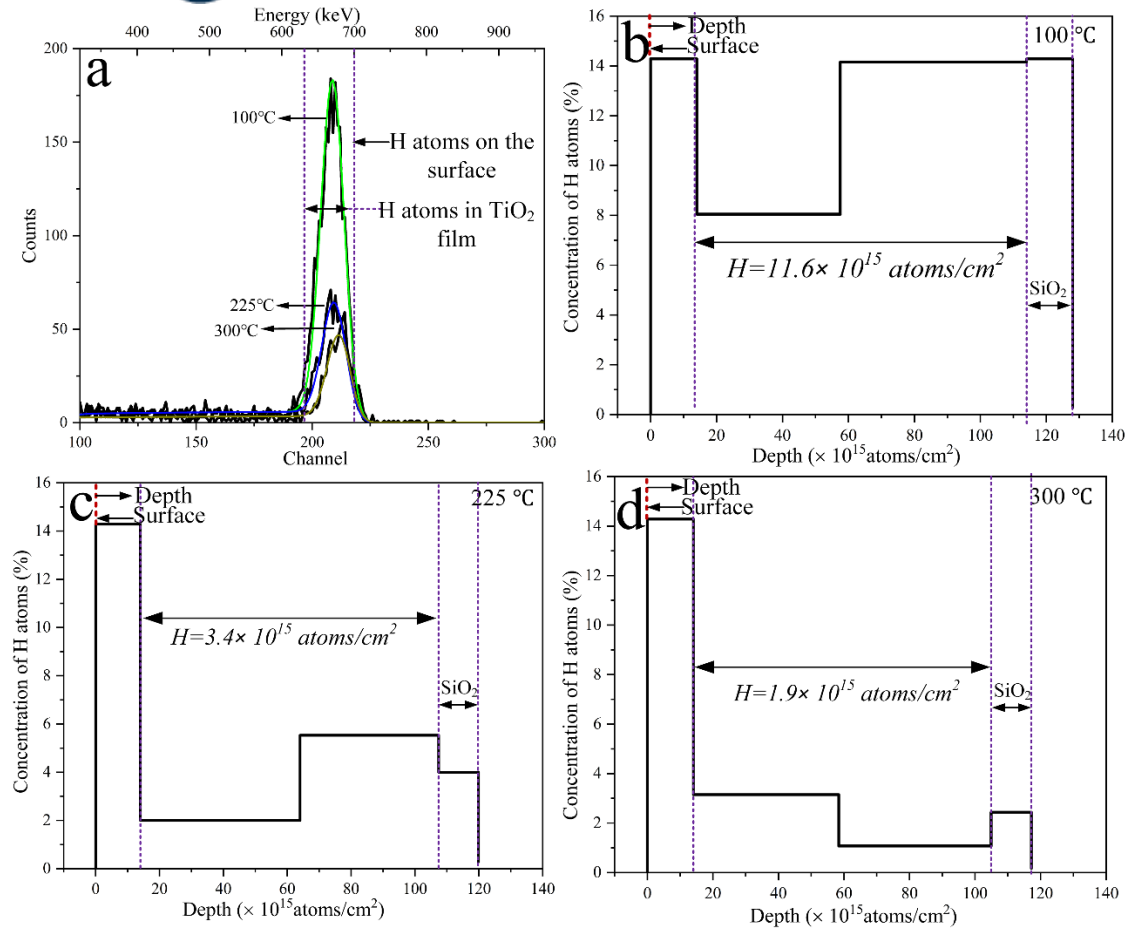 Energy (keV)
400 500 600 700 800 900
200
150
100
50
0
Counts
a
100℃
225℃
300℃
H atoms on the
surface
H atoms in TiO2
film
100 150 200 250 300
Channel
b
Depth
Surface
100 ℃
16
14
12
10
8
6
4
2
0
Concentration of H atoms (%)
H=11.6× 10^15 atoms/cm^2
SiO2
0 20 40 60 80 100 120 140
Depth (× 10^15atoms/cm^2)
c
Depth
Surface
225 ℃
16
14
12
10
8
6
4
2
0
Concentration of H atoms (%)
H=3.4× 10^15 atoms/cm^2
SiO2
0 20 40 60 80 100 120 140
Depth (× 10^15atoms/cm^2)
d
Depth
Surface
300 ℃
16
14
12
10
8
6
4
2
0
Concentration of H atoms (%)
H=1.9× 10^15 atoms/cm^2
SiO2
0 20 40 60 80 100 120 140
Depth (× 10^15atoms/cm^2)